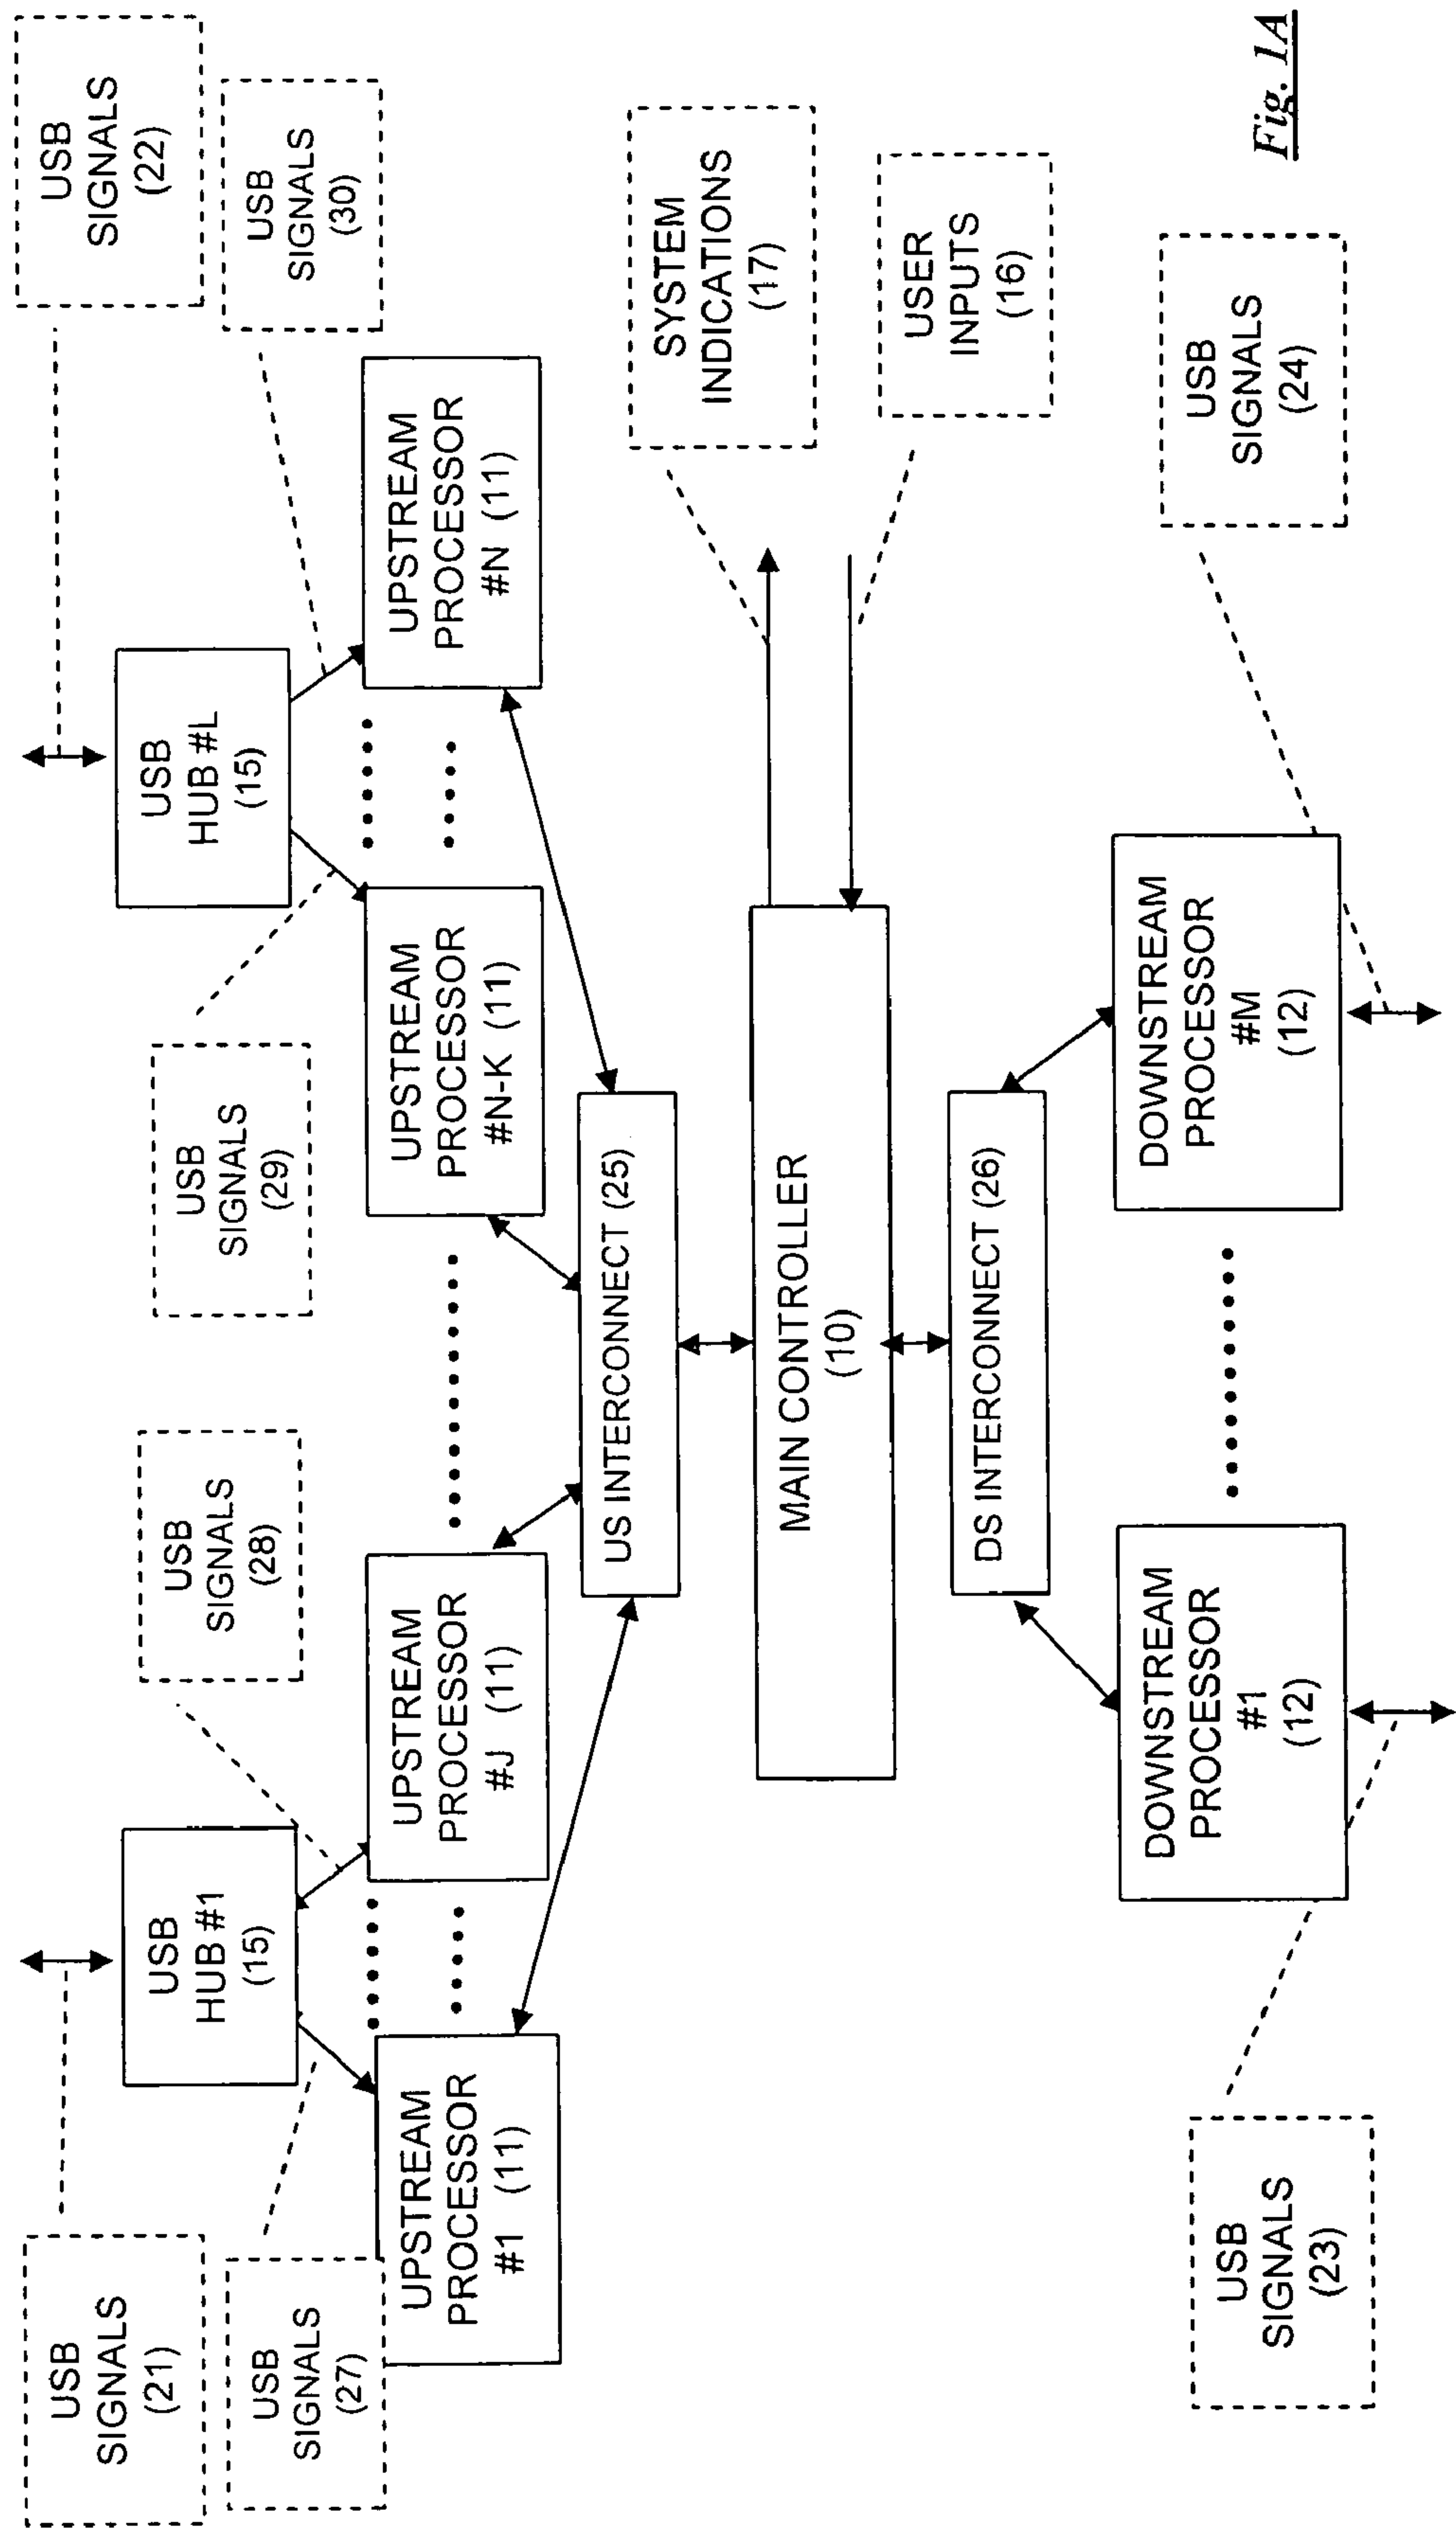 USB
SIGNALS
(21)
USB
HUB #1
(15)
USB
SIGNALS
(28)
USB
SIGNALS
(29)
USB
HUB #L
(15)
USB
SIGNALS
(22)
USB
SIGNALS
(27)
USB
SIGNALS
(30)
UPSTREAM
PROCESSOR
#1 (11)
UPSTREAM
PROCESSOR
#J (11)
UPSTREAM
PROCESSOR
#N-K (11)
UPSTREAM
PROCESSOR
#N (11)
US INTERCONNECT (25)
MAIN CONTROLLER
(10)
SYSTEM
INDICATIONS
(17)
USER
INPUTS
(16)
DS INTERCONNECT (26)
DOWNSTREAM
PROCESSOR
#1
(12)
DOWNSTREAM
PROCESSOR
#M
(12)
USB
SIGNALS
(23)
USB
SIGNALS
(24)
Fig. 1A